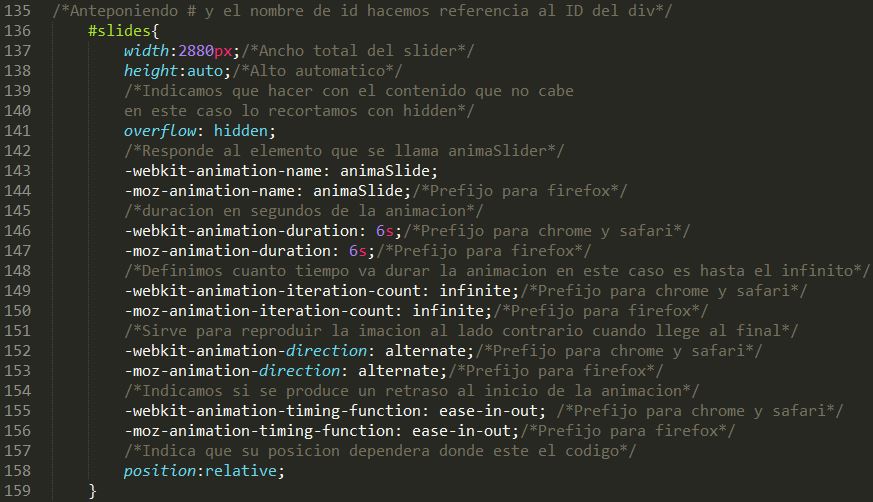 135 /*Anteponiendo # y el nombre de id hacemos referencia al ID del div*/
136 #slides{
137 width:2880px;/*Ancho total del slider*/
138 height:auto;/*Alto automatico*/
139 /*Indicamos que hacer con el contenido que no cabe
140 en este caso lo recortamos con hidden*/
141 overflow: hidden;
142 /*Responde al elemento que se llama animaSlider*/
143 -webkit-animation-name: animaSlide;
144 -moz-animation-name: animaSlide;/*Prefijo para firefox*/
145 /*duracion en segundos de la animacion*/
146 -webkit-animation-duration: 6s;/*Prefijo para chrome y safari*/
147 -moz-animation-duration: 6s;/*Prefijo para firefox*/
148 /*Definimos cuanto tiempo va durar la animacion en este caso es hasta el infinito*/
149 -webkit-animation-iteration-count: infinite;/*Prefijo para chrome y safari*/
150 -moz-animation-iteration-count: infinite;/*Prefijo para firefox*/
151 /*Sirve para reproduir la imacion al lado contrario cuando llege al final*/
152 -webkit-animation-direction: alternate;/*Prefijo para chrome y safari*/
153 -moz-animation-direction: alternate;/*Prefijo para firefox*/
154 /*Indicamos si se produce un retraso al inicio de la animacion*/
155 -webkit-animation-timing-function: ease-in-out; /*Prefijo para chrome y safari*/
156 -moz-animation-timing-function: ease-in-out;/*Prefijo para firefox*/
157 /*Indica que su posicion dependera donde este el codigo*/
158 position:relative;
159 }